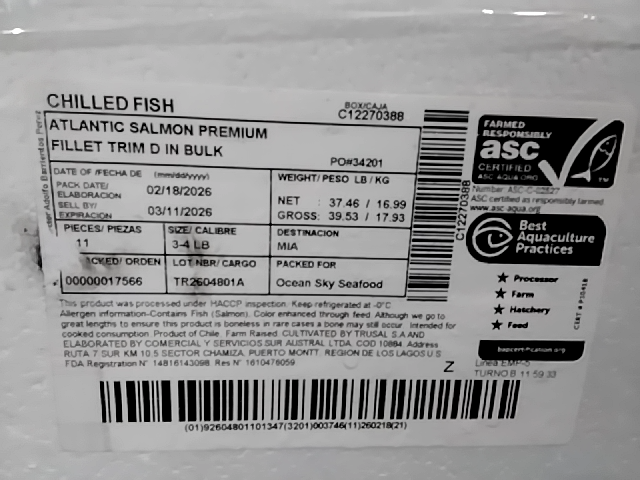 CHILLED FISH
BOX/CAJA
C12270388
ATLANTIC SALMON PREMIUM
FILLET TRIM D IN BULK
PO#34201
DATE OF /FECHA DE (mm/dd/yyyy)
PACK DATE/
ELABORACION 02/18/2026
SELL BY/
EXPIRACION 03/11/2026
WEIGHT/ PESO LB / KG
NET : 37.46 / 16.99
GROSS: 39.53 / 17.93
PIECES/ PIEZAS
11
SIZE/ CALIBRE
3-4 LB
DESTINACION
MIA
CKED/ ORDEN
00000017566
LOT NBR/ CARGO
TR2604801A
PACKED FOR
Ocean Sky Seafood
This product was processed under HACCP inspection. Keep refrigerated at -0°C
Allergen information-Contains Fish (Salmon). Color enhanced through feed. Although we go to
great lengths to ensure this product is boneless in rare cases a bone may still occur. Intended for
cooked consumption. Product of Chile. Farm Raised. CULTIVATED BY TRUSAL S.A AND
ELABORATED BY COMERCIAL Y SERVICIOS SUR AUSTRAL LTDA, COD 10884. Address
RUTA 7 SUR KM 10.5 SECTOR CHAMIZA, PUERTO MONTT. REGION DE LOS LAGOS U.S
FDA Registration N° 14816143098. Res N° 1610476059
Z
(01)92604801101347(3201)003746(11)260218(21)
C12270388
FARMED
RESPONSIBLY
asc
CERTIFIED
ASC-AQUA.ORG
TM
ASC certified as responsibly farmed
www.asc-aqua.org
Best
Aquaculture
Practices
Processor
Farm
Hatchery
Feed
bapcertification.org
Linea EMP-5
TURNO B 11:59:33